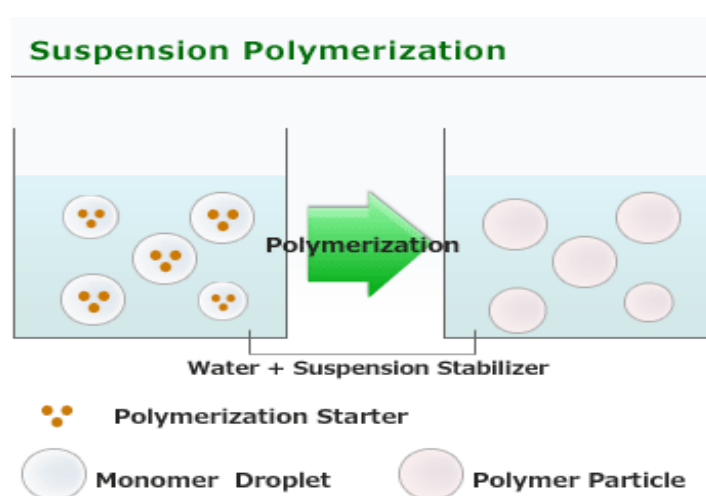 Suspension Polymerization
Polymerization
Water + Suspension Stabilizer
Polymerization Starter
Monomer Droplet
Polymer Particle